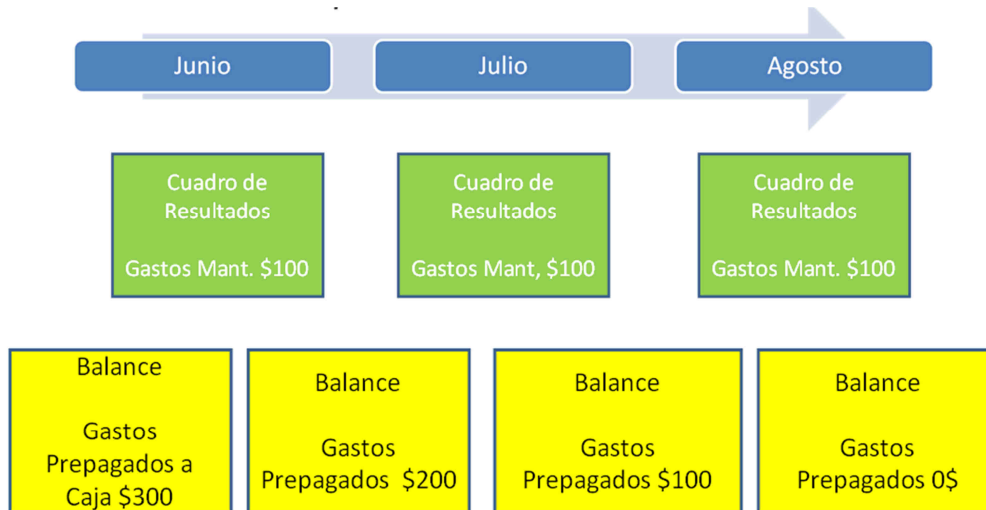 Junio
Julio
Agosto
Cuadro de
Resultados
Gastos Mant. $100
Cuadro de
Resultados
Gastos Mant, $100
Cuadro de
Resultados
Gastos Mant. $100
Balance
Gastos
Prepagados a
Caja $300
Balance
Gastos
Prepagados $200
Balance
Gastos
Prepagados $100
Balance
Gastos
Prepagados 0$